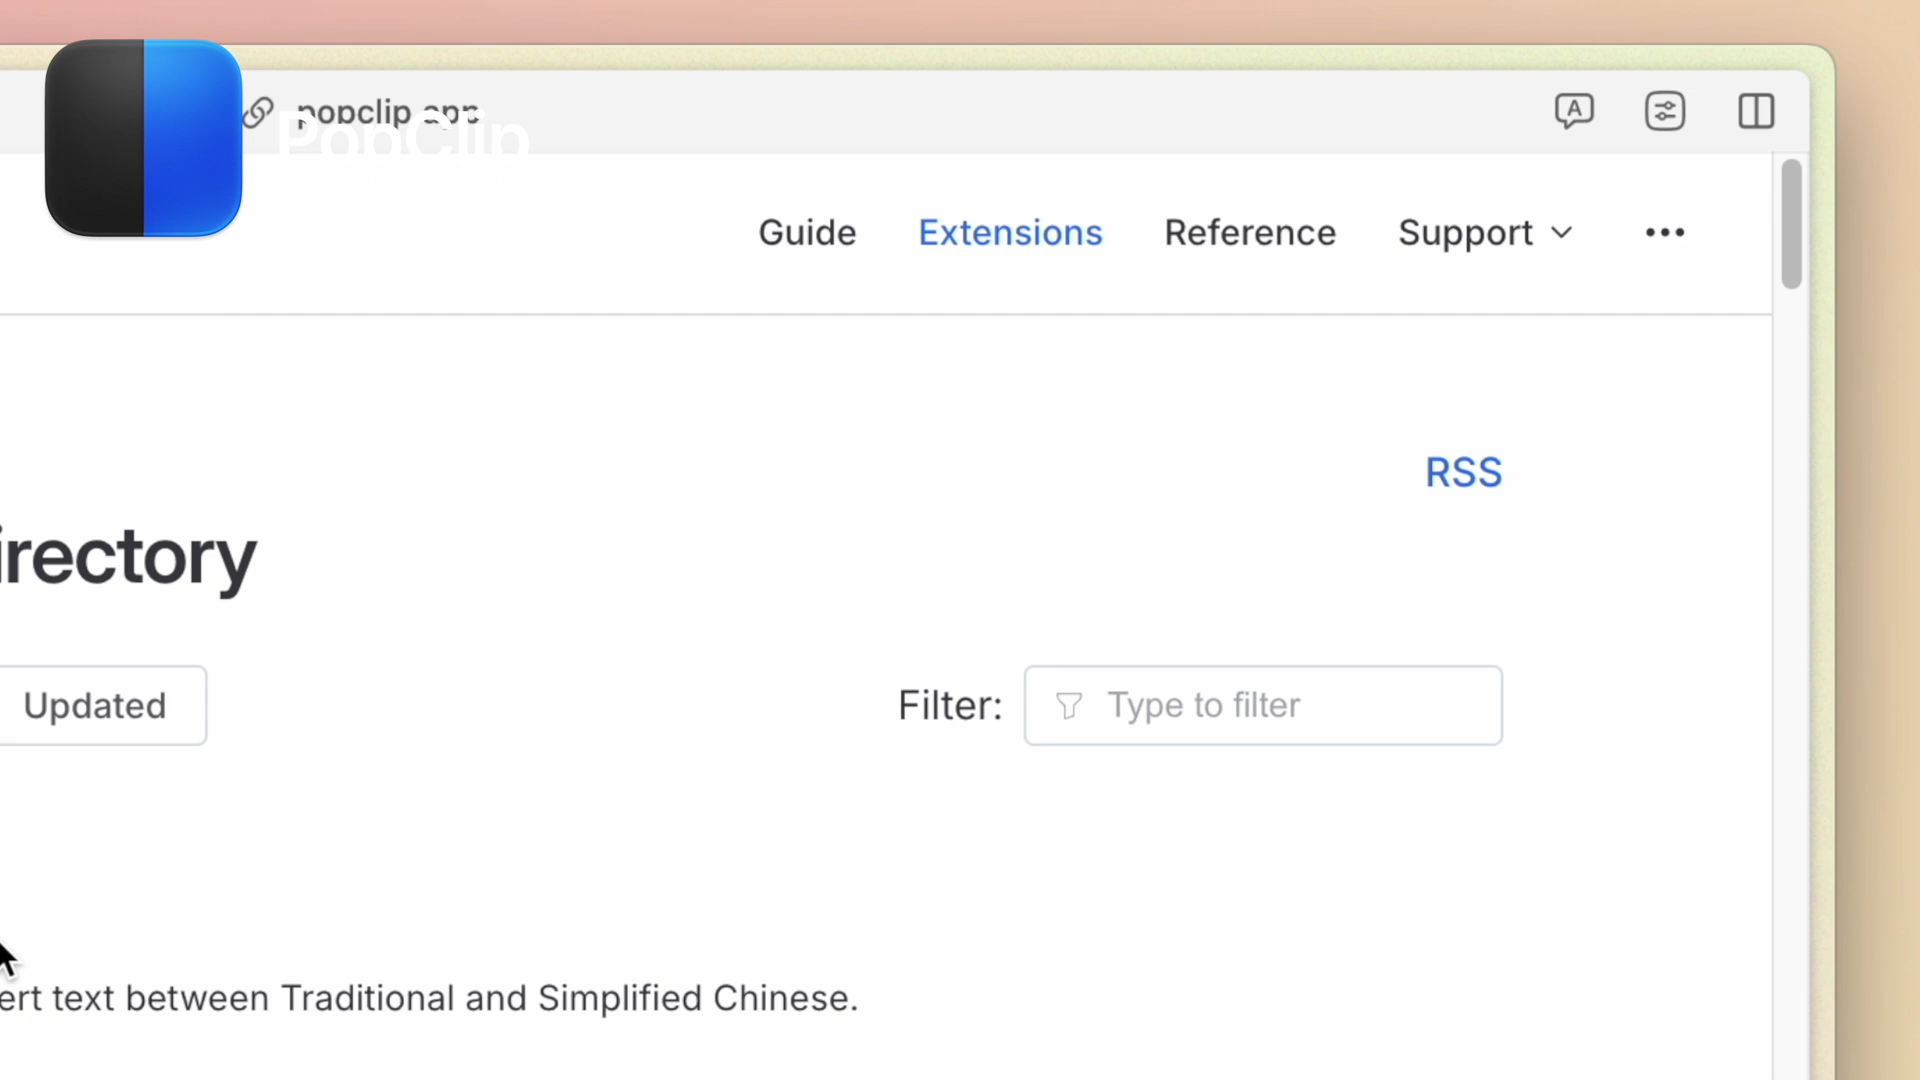 popclip.app
PopClip
Guide Extensions Reference Support
RSS
irectory
Updated
Filter: Type to filter
ert text between Traditional and Simplified Chinese.